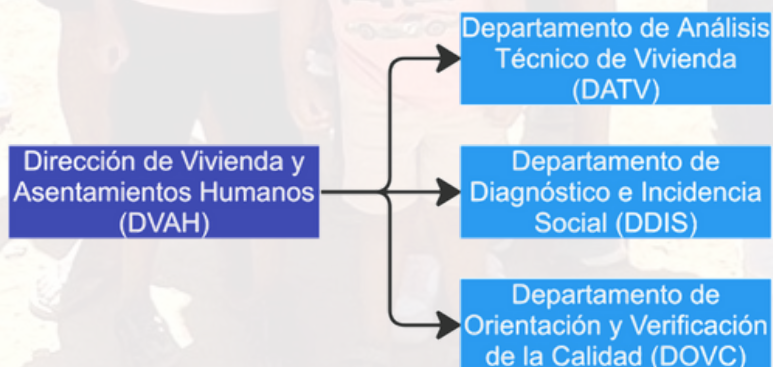 Departamento de Análisis
Técnico de Vivienda
(DATV)
Dirección de Vivienda y
Asentamientos Humanos
(DVAH)
Departamento de
Diagnóstico e Incidencia
Social (DDIS)
Departamento de
Orientación y Verificación
de la Calidad (DOVC)